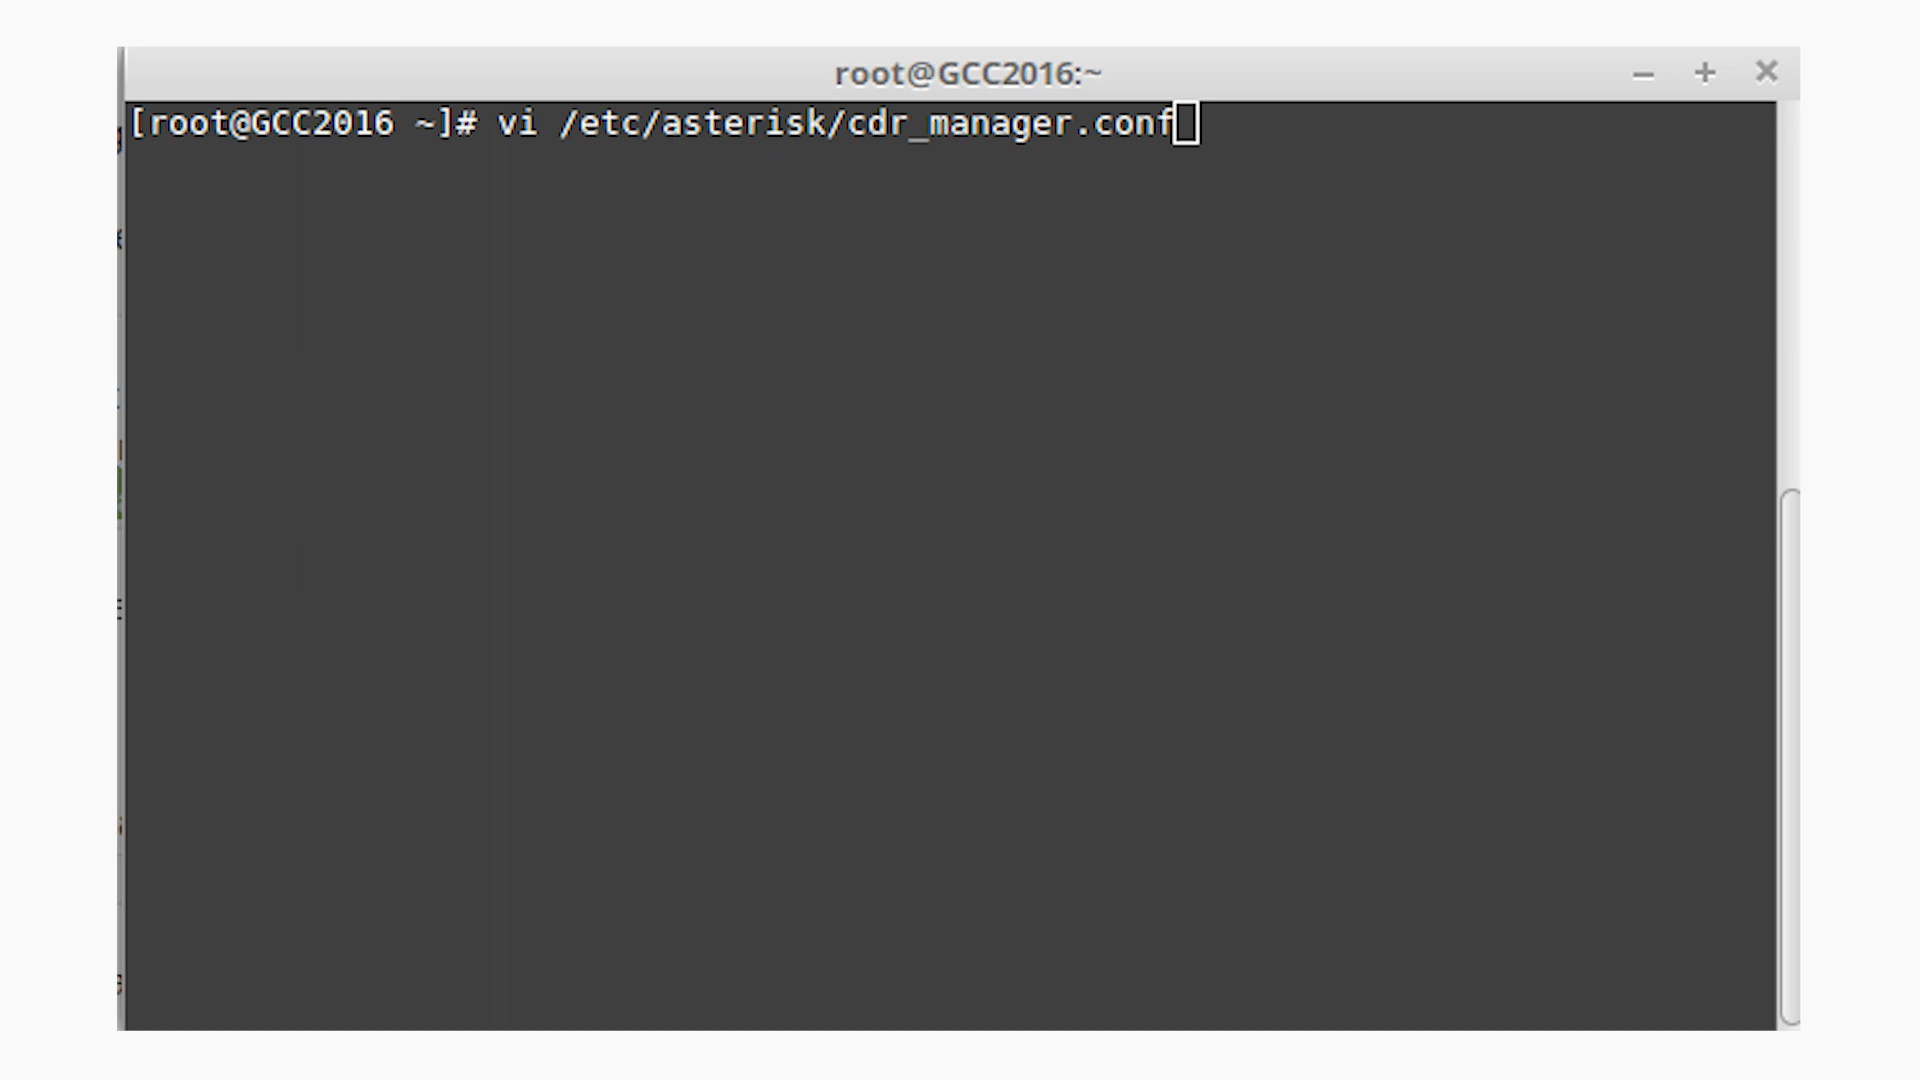 root@GCC2016:~
[root@GCC2016 ~]# vi /etc/asterisk/cdr_manager.conf